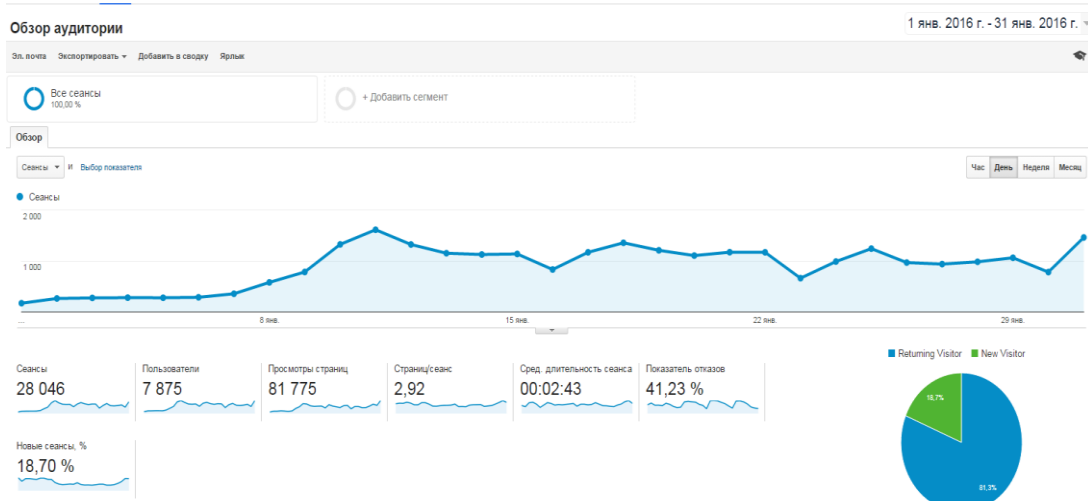 Обзор аудитории
1 янв. 2016 г. - 31 янв. 2016 г.
Эл. почта Экспортировать Добавить в сводку Ярлык
Все сеансы
100,00 %
+ Добавить сегмент
Обзор
Сеансы и Выбор показателя
Час День Неделя Месяц
Сеансы
2 000
1 000
... 8 янв. 15 янв. 22 янв. 29 янв.
Returning Visitor New Visitor
Сеансы Пользователи Просмотры страниц Страниц/сеанс Сред. длительность сеанса Показатель отказов
28 046 7 875 81 775 2,92 00:02:43 41,23 %
18,7%
Новые сеансы, %
18,70 %
81,3%